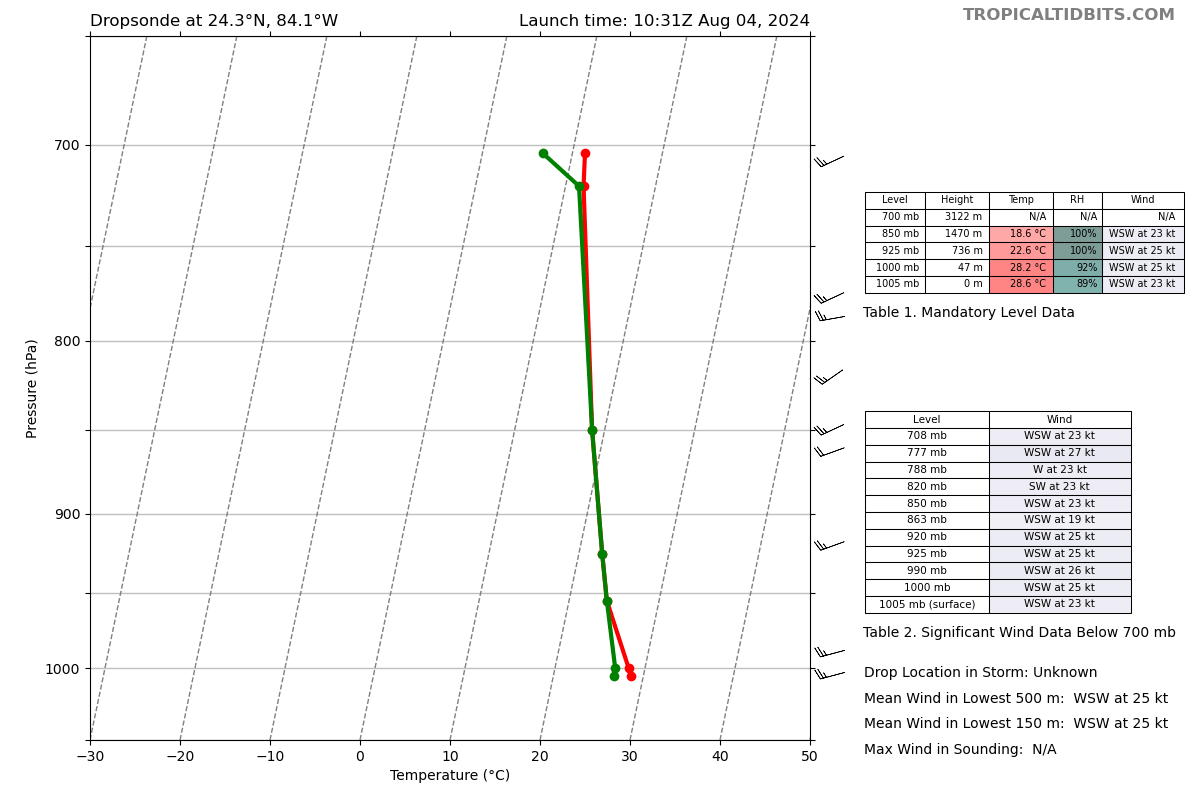 Dropsonde at 24.3°N, 84.1°W
Launch time: 10:31Z Aug 04, 2024
TROPICALTIDBITS.COM
Pressure (hPa)
700
800
900
1000
−30 −20 −10 0 10 20 30 40 50
Temperature (°C)
Level Height Temp RH Wind
700 mb 3122 m N/A N/A N/A
850 mb 1470 m 18.6 °C 100% WSW at 23 kt
925 mb 736 m 22.6 °C 100% WSW at 25 kt
1000 mb 47 m 28.2 °C 92% WSW at 25 kt
1005 mb 0 m 28.6 °C 89% WSW at 23 kt
Table 1. Mandatory Level Data
Level Wind
708 mb WSW at 23 kt
777 mb WSW at 27 kt
788 mb W at 23 kt
820 mb SW at 23 kt
850 mb WSW at 23 kt
863 mb WSW at 19 kt
920 mb WSW at 25 kt
925 mb WSW at 25 kt
990 mb WSW at 26 kt
1000 mb WSW at 25 kt
1005 mb (surface) WSW at 23 kt
Table 2. Significant Wind Data Below 700 mb
Drop Location in Storm: Unknown
Mean Wind in Lowest 500 m: WSW at 25 kt
Mean Wind in Lowest 150 m: WSW at 25 kt
Max Wind in Sounding: N/A